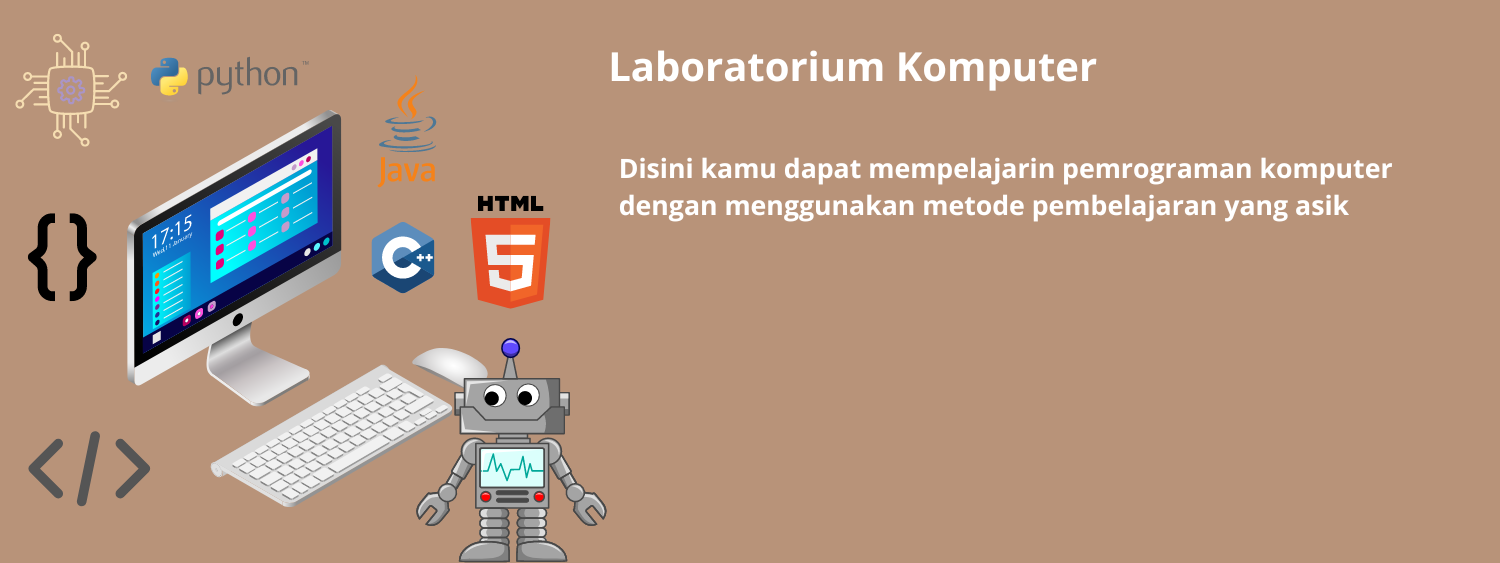 python™
Laboratorium Komputer
Java
Disini kamu dapat mempelajarin pemrograman komputer
dengan menggunakan metode pembelajaran yang asik
HTML
5
C++
17:15
Wed, 11 January
{ }
</>